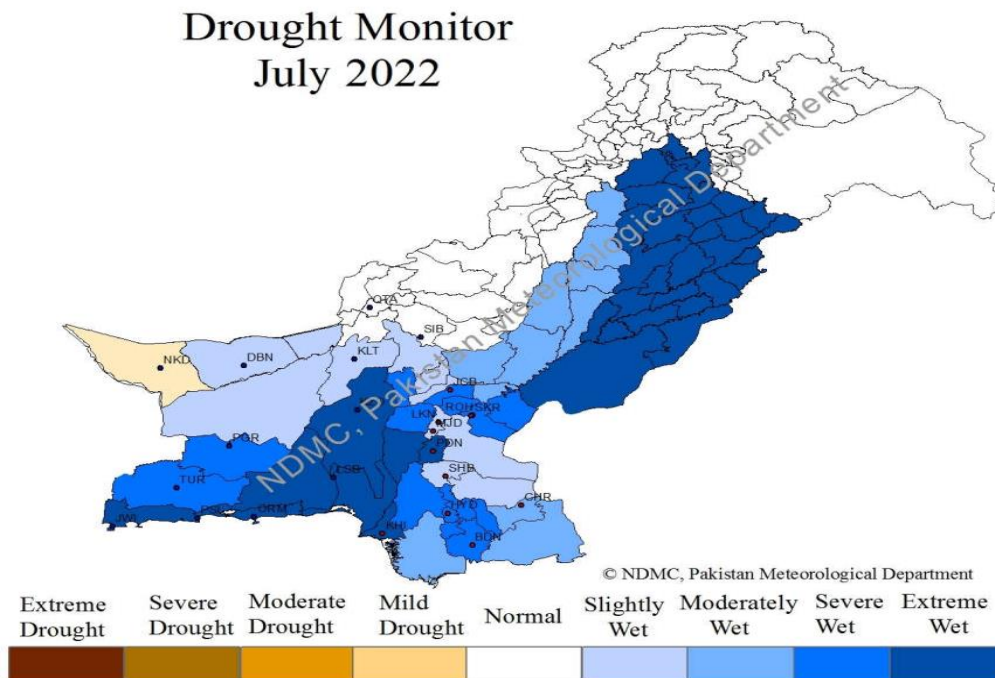 Drought Monitor
July 2022
NDMC, Pakistan Meteorological Department
QTA
SIB
NKD
DBN
KLT
JCB
LKN
ROH
SKR
MJD
PDN
PGR
LSB
SHB
TUR
CHR
HYD
JWI
ORM
KHI
BDN
© NDMC, Pakistan Meteorological Department
Extreme Drought
Severe Drought
Moderate Drought
Mild Drought
Normal
Slightly Wet
Moderately Wet
Severe Wet
Extreme Wet